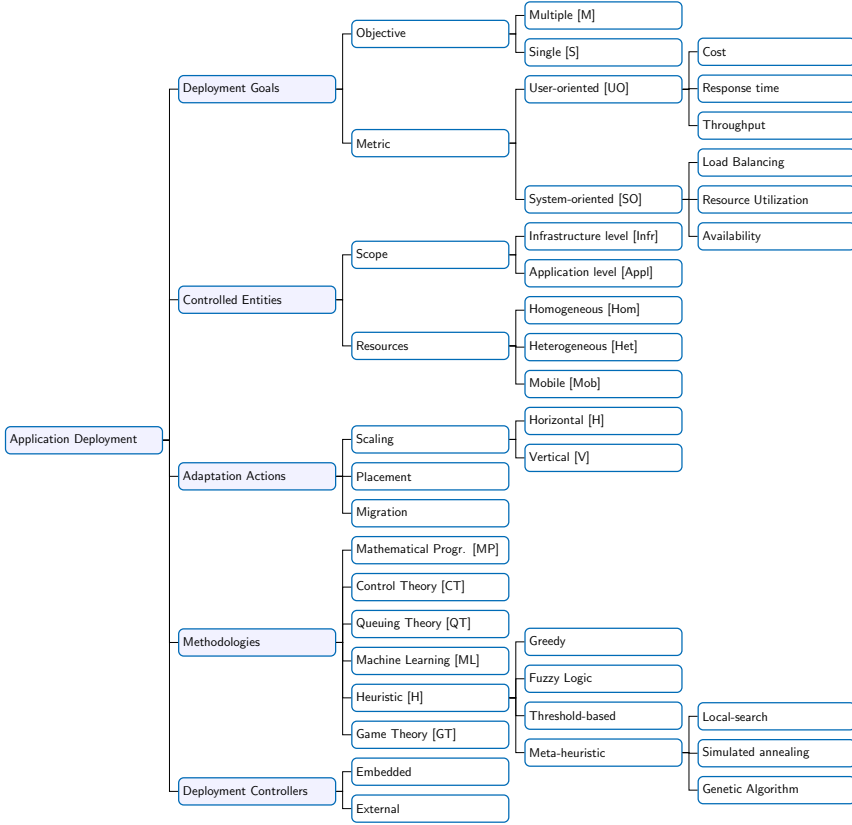 Application Deployment
Deployment Goals
Objective
Multiple [M]
Single [S]
Metric
User-oriented [UO]
Cost
Response time
Throughput
System-oriented [SO]
Load Balancing
Resource Utilization
Availability
Controlled Entities
Scope
Infrastructure level [Infr]
Application level [Appl]
Resources
Homogeneous [Hom]
Heterogeneous [Het]
Mobile [Mob]
Adaptation Actions
Scaling
Horizontal [H]
Vertical [V]
Placement
Migration
Methodologies
Mathematical Progr. [MP]
Control Theory [CT]
Queuing Theory [QT]
Machine Learning [ML]
Heuristic [H]
Greedy
Fuzzy Logic
Threshold-based
Meta-heuristic
Local-search
Simulated annealing
Genetic Algorithm
Game Theory [GT]
Deployment Controllers
Embedded
External